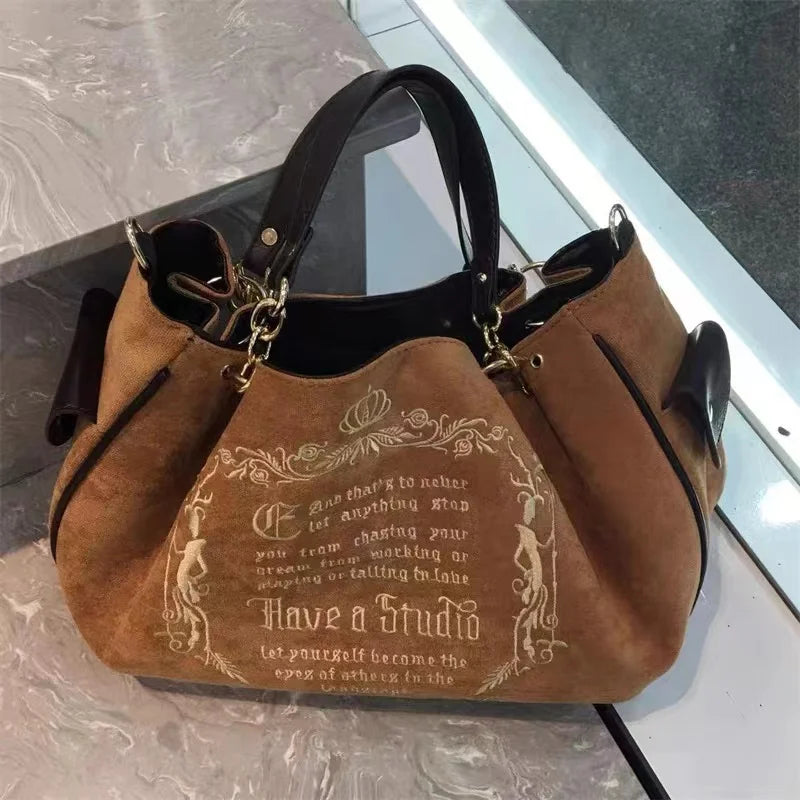 E
And that's to never
let anything stop
you from chasing your
dream from working or
playing or falling in love
Have a Studio
let yourself become the
eyes of others in the